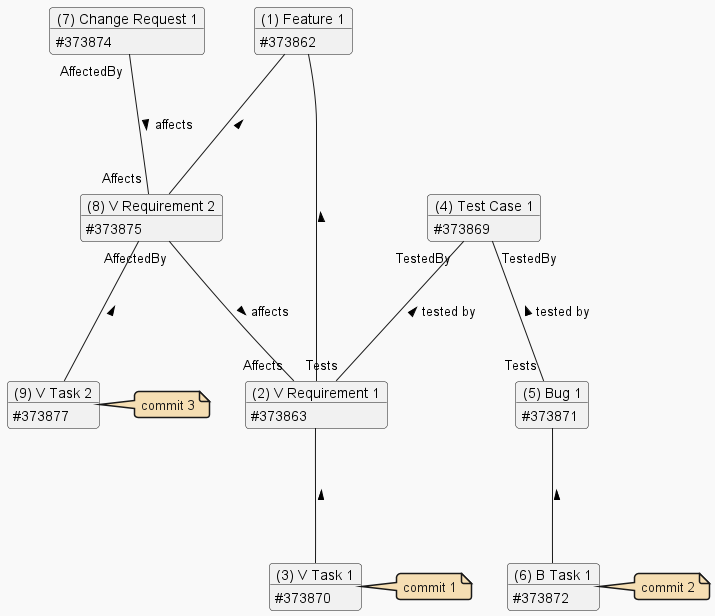 (7) Change Request 1
#373874
(1) Feature 1
#373862
AffectedBy
affects
Affects
(8) V Requirement 2
#373875
(4) Test Case 1
#373869
AffectedBy
TestedBy
TestedBy
affects
tested by
tested by
Affects
Tests
Tests
(9) V Task 2
#373877
commit 3
(2) V Requirement 1
#373863
(5) Bug 1
#373871
(3) V Task 1
#373870
commit 1
(6) B Task 1
#373872
commit 2